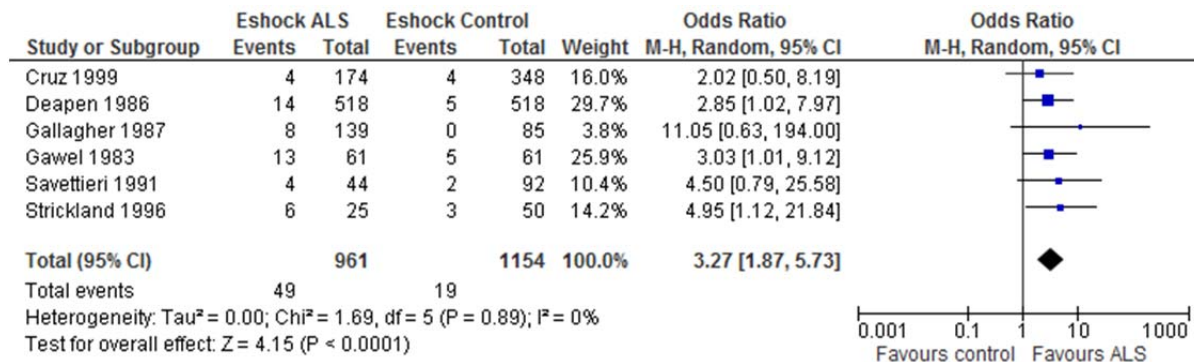 Eshock ALS Eshock Control Odds Ratio Odds Ratio
Study or Subgroup Events Total Events Total Weight M-H, Random, 95% CI M-H, Random, 95% CI
Cruz 1999 4 174 4 348 16.0% 2.02 [0.50, 8.19]
Deapen 1986 14 518 5 518 29.7% 2.85 [1.02, 7.97]
Gallagher 1987 8 139 0 85 3.8% 11.05 [0.63, 194.00]
Gawel 1983 13 61 5 61 25.9% 3.03 [1.01, 9.12]
Savettieri 1991 4 44 2 92 10.4% 4.50 [0.79, 25.58]
Strickland 1996 6 25 3 50 14.2% 4.95 [1.12, 21.84]
Total (95% CI) 961 1154 100.0% 3.27 [1.87, 5.73]
Total events 49 19
Heterogeneity: Tau² = 0.00; Chi² = 1.69, df = 5 (P = 0.89); I² = 0%
Test for overall effect: Z = 4.15 (P < 0.0001)
0.001 0.1 1 10 1000
Favours control Favours ALS